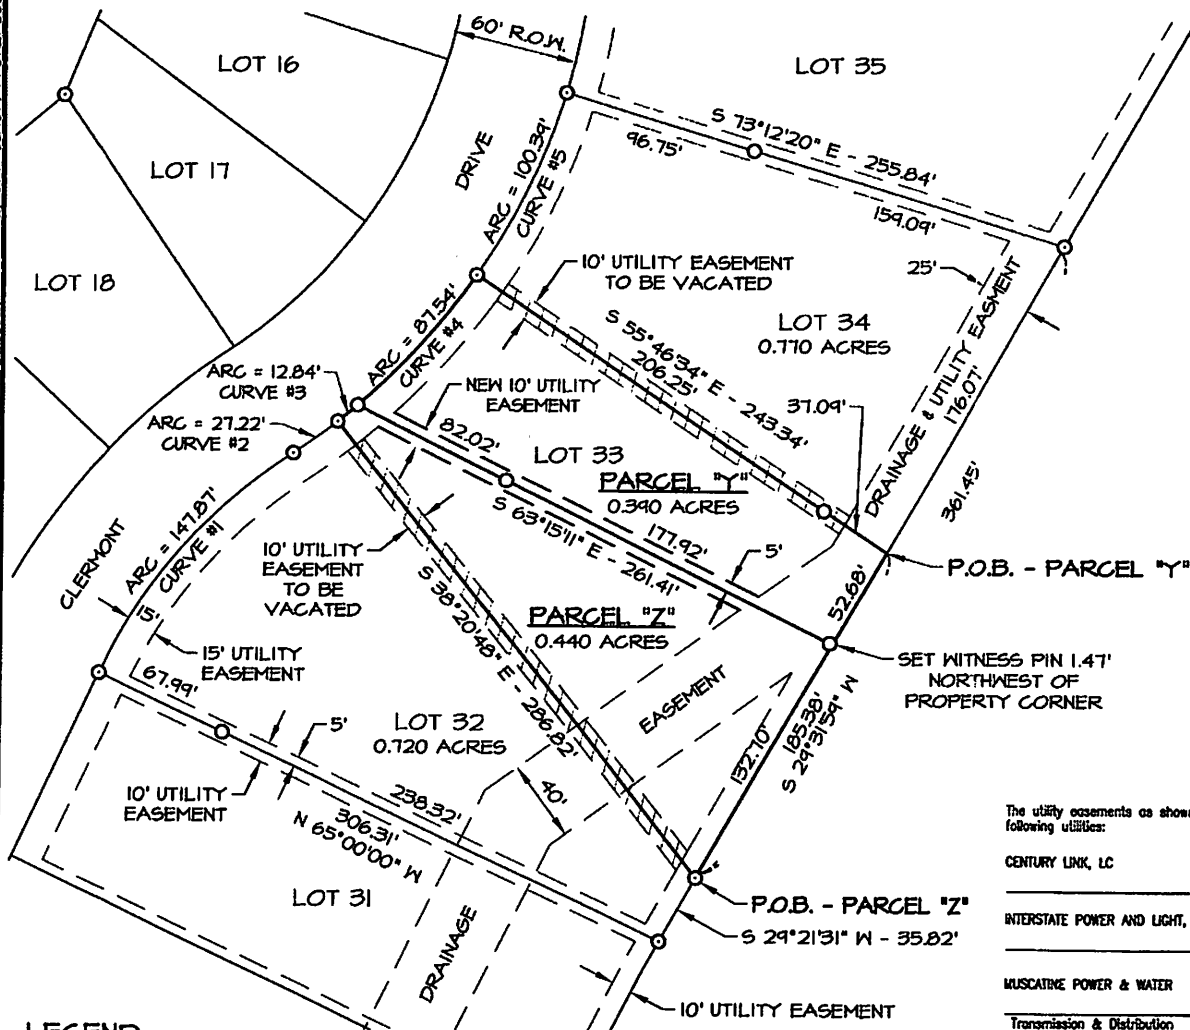 60' R.O.W.
LOT 16
LOT 35
S 73°12'20" E - 255.84'
96.75'
159.09'
LOT 17
DRIVE
ARC = 100.39'
CURVE #5
LOT 18
10' UTILITY EASEMENT
TO BE VACATED
25'
DRAINAGE & UTILITY EASMENT
LOT 34
0.770 ACRES
S 55°46'34" E - 243.34'
206.25'
37.09'
176.07'
361.45'
ARC = 87.54'
CURVE #4
ARC = 12.84'
CURVE #3
ARC = 27.22'
CURVE #2
NEW 10' UTILITY
EASEMENT
82.02'
LOT 33
PARCEL "Y"
0.390 ACRES
S 63°15'11" E - 261.41'
177.92'
5'
52.68'
P.O.B. - PARCEL "Y"
CLERMONT
ARC = 147.87'
CURVE #1
10' UTILITY
EASEMENT
TO BE
VACATED
S 38°20'48" E - 286.82'
PARCEL "Z"
0.440 ACRES
SET WITNESS PIN 1.47'
NORTHWEST OF
PROPERTY CORNER
15'
15' UTILITY
EASEMENT
67.99'
5'
LOT 32
0.720 ACRES
EASEMENT
132.70'
185.38'
S 29°31'59" W
10' UTILITY
EASEMENT
238.32'
306.31'
N 65°00'00" W
40'
The utility easements as show
following utilities:
CENTURY LINK, LC
LOT 31
DRAINAGE
P.O.B. - PARCEL "Z"
S 29°21'31" W - 35.82'
INTERSTATE POWER AND LIGHT,
MUSCATINE POWER & WATER
10' UTILITY EASEMENT
Transmission & Distribution
LEGEND